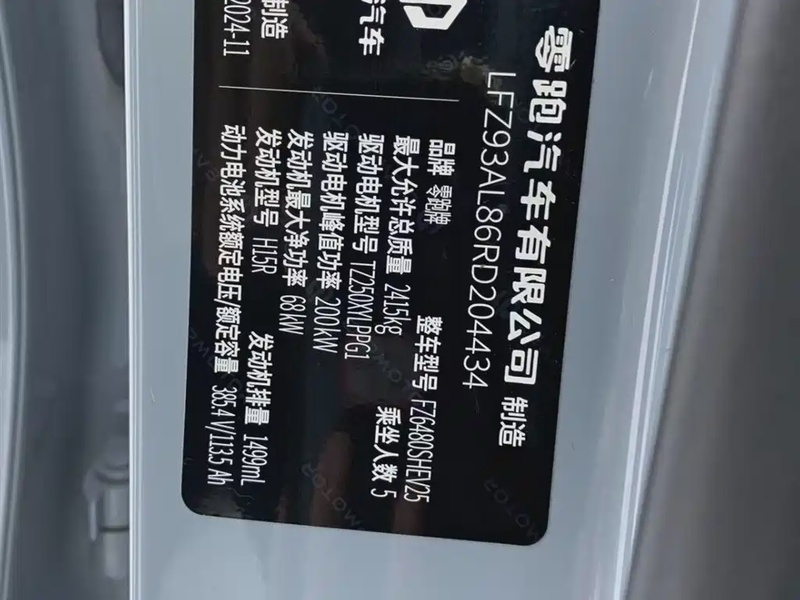 零跑汽车有限公司 制造
LFZ93AL86RD204434
品牌 零跑牌 整车型号 FZ6480SHEV25
最大允许总质量 2415kg 乘坐人数 5
驱动电机型号 TZ250XYLPPG1
驱动电机峰值功率 200kW
发动机最大净功率 68kW
发动机型号 H15R 发动机排量 1499mL
动力电池系统额定电压/额定容量 385.4 V/113.5 Ah
汽车
制造
2024-11